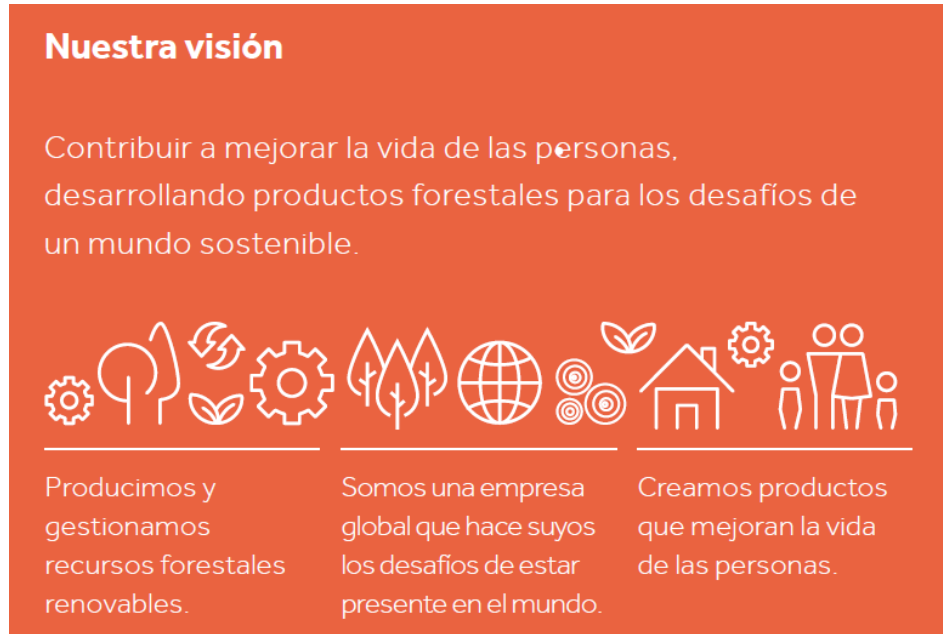 Nuestra visión
Contribuir a mejorar la vida de las personas,
desarrollando productos forestales para los desafíos de
un mundo sostenible.
Producimos y
gestionamos
recursos forestales
renovables.
Somos una empresa
global que hace suyos
los desafíos de estar
presente en el mundo.
Creamos productos
que mejoran la vida
de las personas.